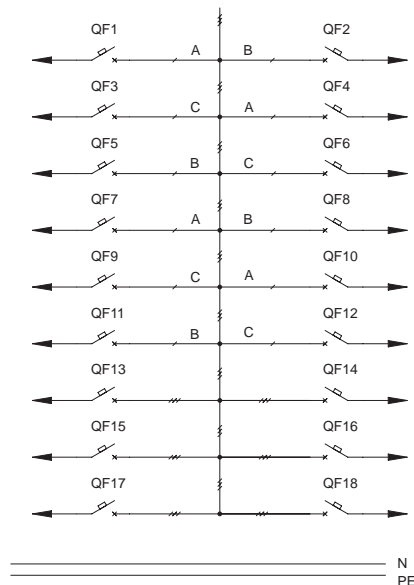 QF1 QF2
A B
QF3 QF4
C A
QF5 QF6
B C
QF7 QF8
A B
QF9 QF10
C A
QF11 QF12
B C
QF13 QF14
QF15 QF16
QF17 QF18
N
PE